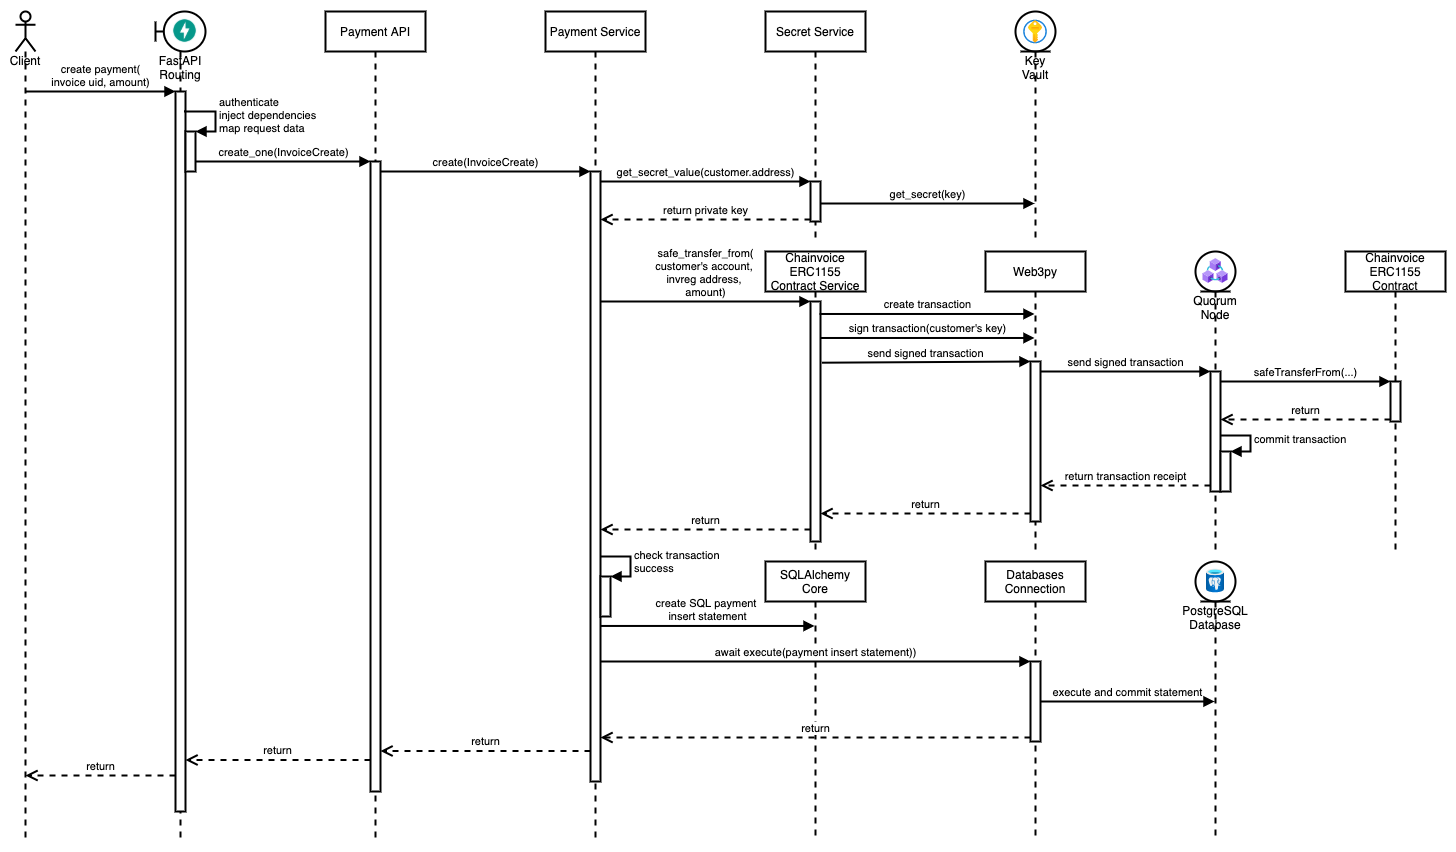 Client
FastAPI
Routing
Payment API
Payment Service
Secret Service
Key
Vault
create payment(
invoice uid, amount)
authenticate
inject dependencies
map request data
create_one(InvoiceCreate)
create(InvoiceCreate)
get_secret_value(customer.address)
get_secret(key)
return private key
safe_transfer_from(
customer's account,
invreg address,
amount)
Chainvoice
ERC1155
Contract Service
Web3py
Quorum
Node
Chainvoice
ERC1155
Contract
create transaction
sign transaction(customer's key)
send signed transaction
send signed transaction
safeTransferFrom(...)
return
commit transaction
return transaction receipt
return
return
check transaction
success
SQLAlchemy
Core
Databases
Connection
PostgreSQL
Database
create SQL payment
insert statement
await execute(payment insert statement))
execute and commit statement
return
return
return
return